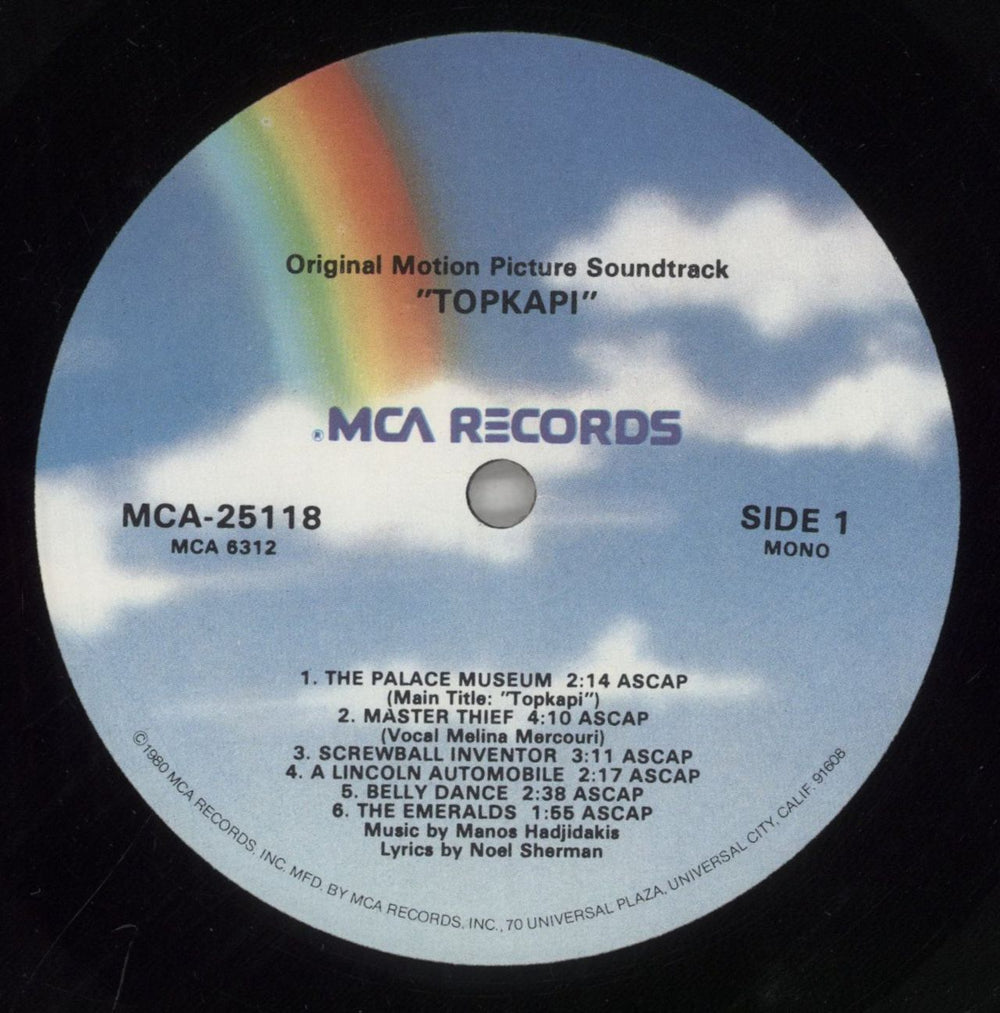 Original Motion Picture Soundtrack
"TOPKAPI"
®MCA RECORDS
MCA-25118
MCA 6312
SIDE 1
MONO
1. THE PALACE MUSEUM 2:14 ASCAP
(Main Title: "Topkapi")
2. MASTER THIEF 4:10 ASCAP
(Vocal Melina Mercouri)
3. SCREWBALL INVENTOR 3:11 ASCAP
4. A LINCOLN AUTOMOBILE 2:17 ASCAP
5. BELLY DANCE 2:38 ASCAP
6. THE EMERALDS 1:55 ASCAP
Music by Manos Hadjidakis
Lyrics by Noel Sherman
©1980 MCA RECORDS, INC. MFD. BY MCA RECORDS, INC., 70 UNIVERSAL PLAZA, UNIVERSAL CITY, CALIF. 91608